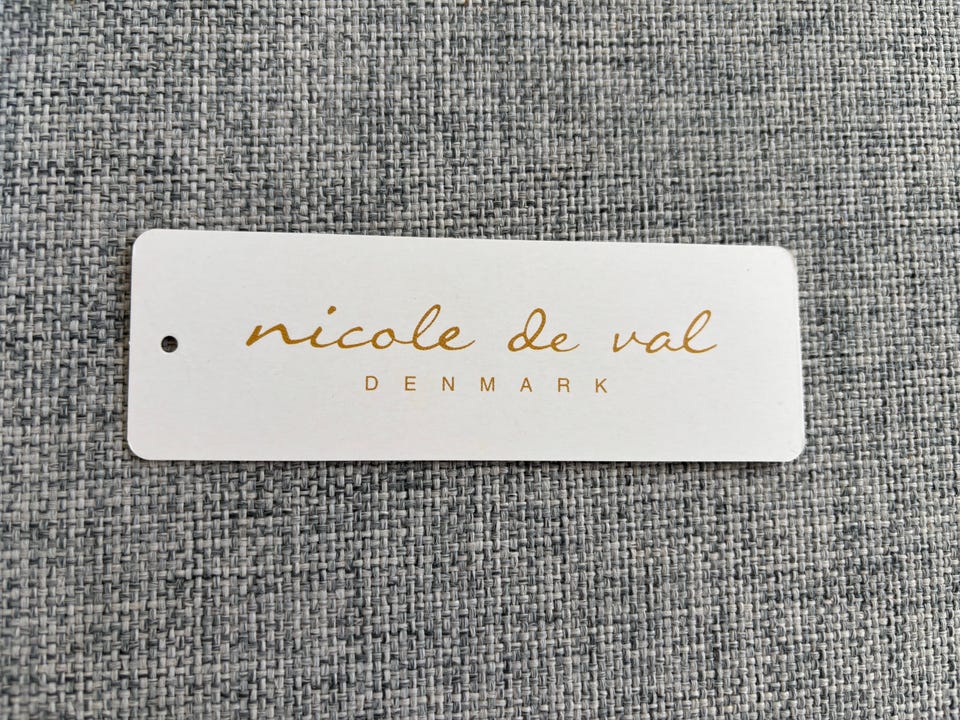 nicole de val
DENMARK